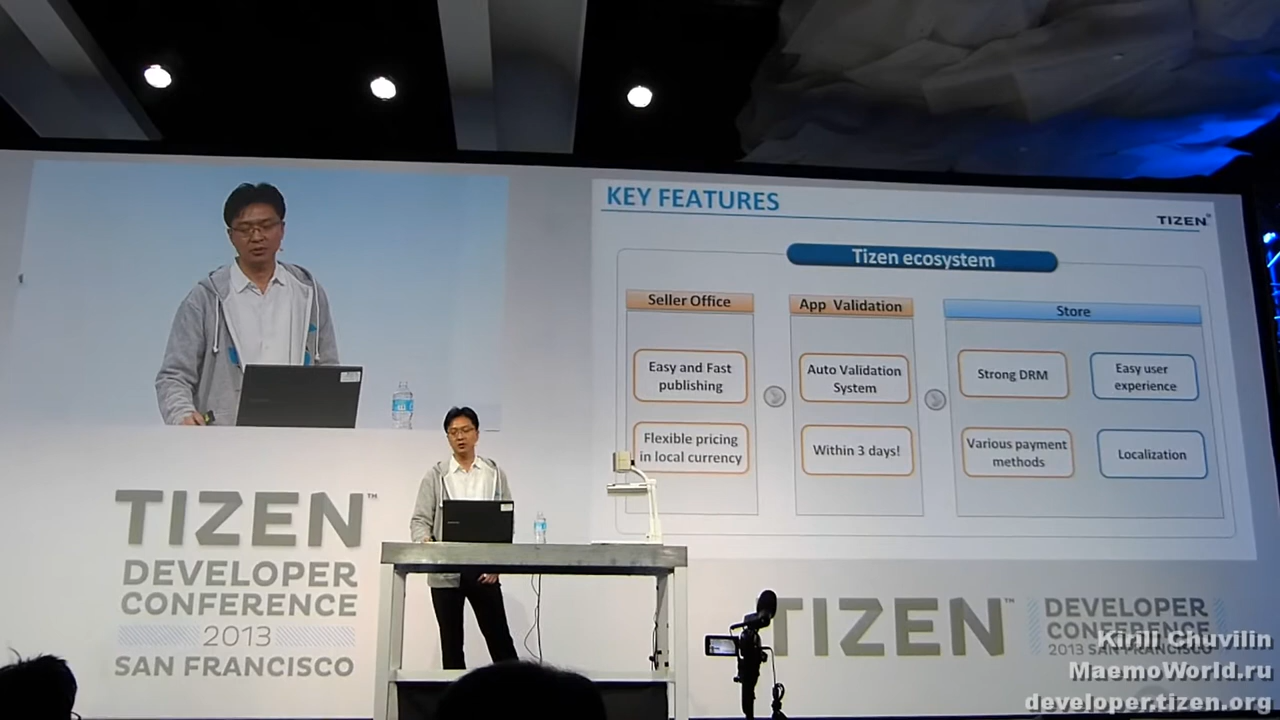 KEY FEATURES
TIZEN
Tizen ecosystem
Seller Office
Easy and Fast
publishing
Flexible pricing
in local currency
App Validation
Auto Validation
System
Within 3 days!
Store
Strong DRM
Easy user
experience
Various payment
methods
Localization
TIZEN™
DEVELOPER
CONFERENCE
2013
SAN FRANCISCO
TIZEN™
DEVELOPER
CONFERENCE
2013 SAN FRANCISCO
Kirill Chuvilin
MaemoWorld.ru
developer.tizen.org